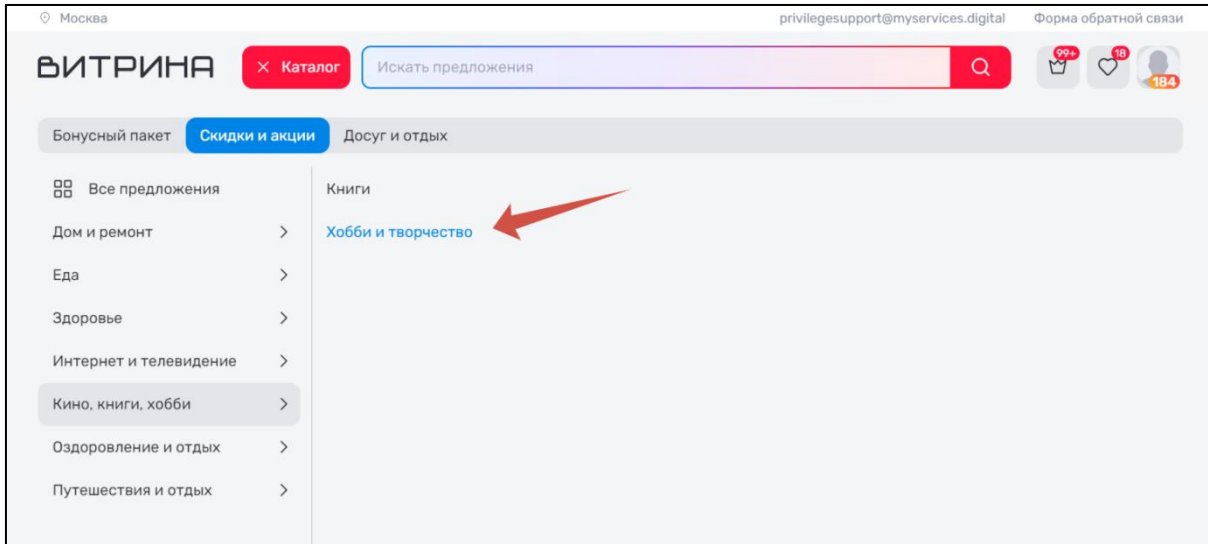 Москва privilegesupport@myservices.digital Форма обратной связи
ВИТРИНА Каталог Искать предложения 99+ 18 184
Бонусный пакет Скидки и акции Досуг и отдых
Все предложения Книги
Дом и ремонт Хобби и творчество
Еда
Здоровье
Интернет и телевидение
Кино, книги, хобби
Оздоровление и отдых
Путешествия и отдых